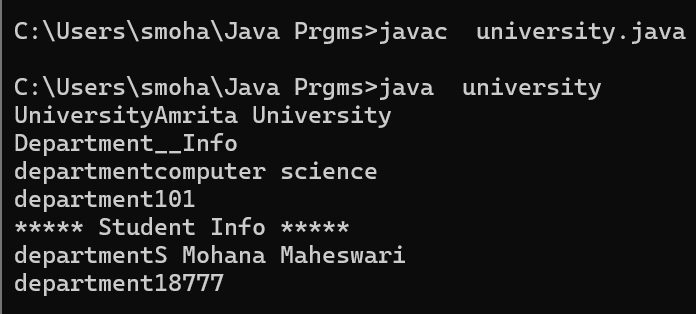 C:\Users\smoha\Java Prgms>javac  university.java
C:\Users\smoha\Java Prgms>java  university
UniversityAmrita University
Department__Info
departmentcomputer science
department101
***** Student Info *****
departmentS Mohana Maheswari
department18777